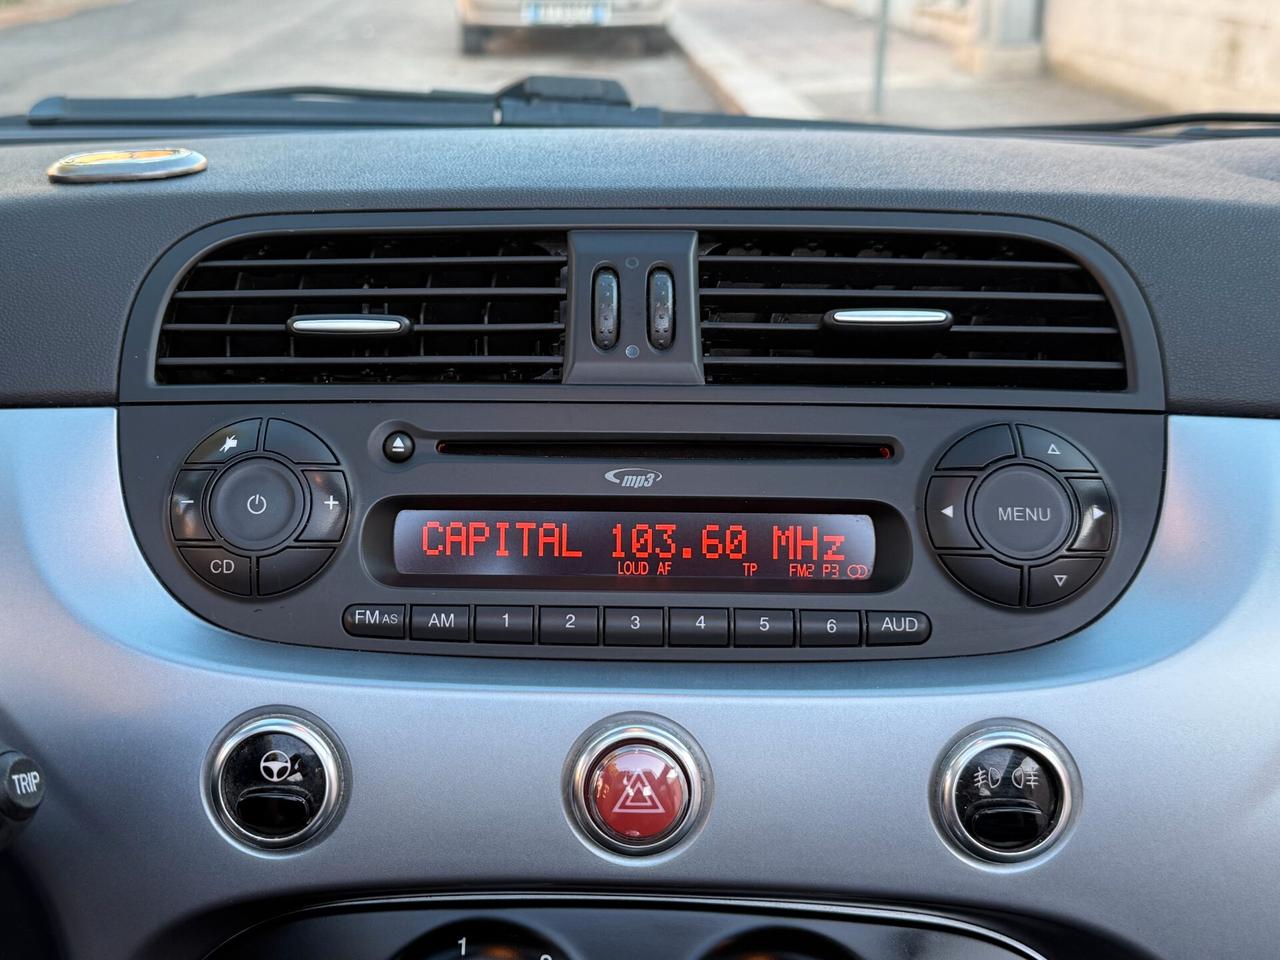 mp3
CAPITAL 103.60 MHz
LOUD AF TP FM2 P3
CD
MENU
FM AS AM 1 2 3 4 5 6 AUD
TRIP
1